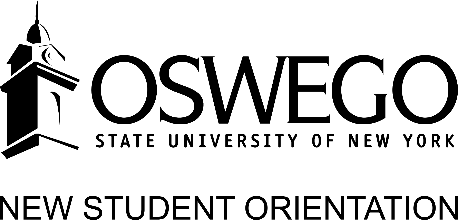 OSWEGO
STATE UNIVERSITY OF NEW YORK
NEW STUDENT ORIENTATION